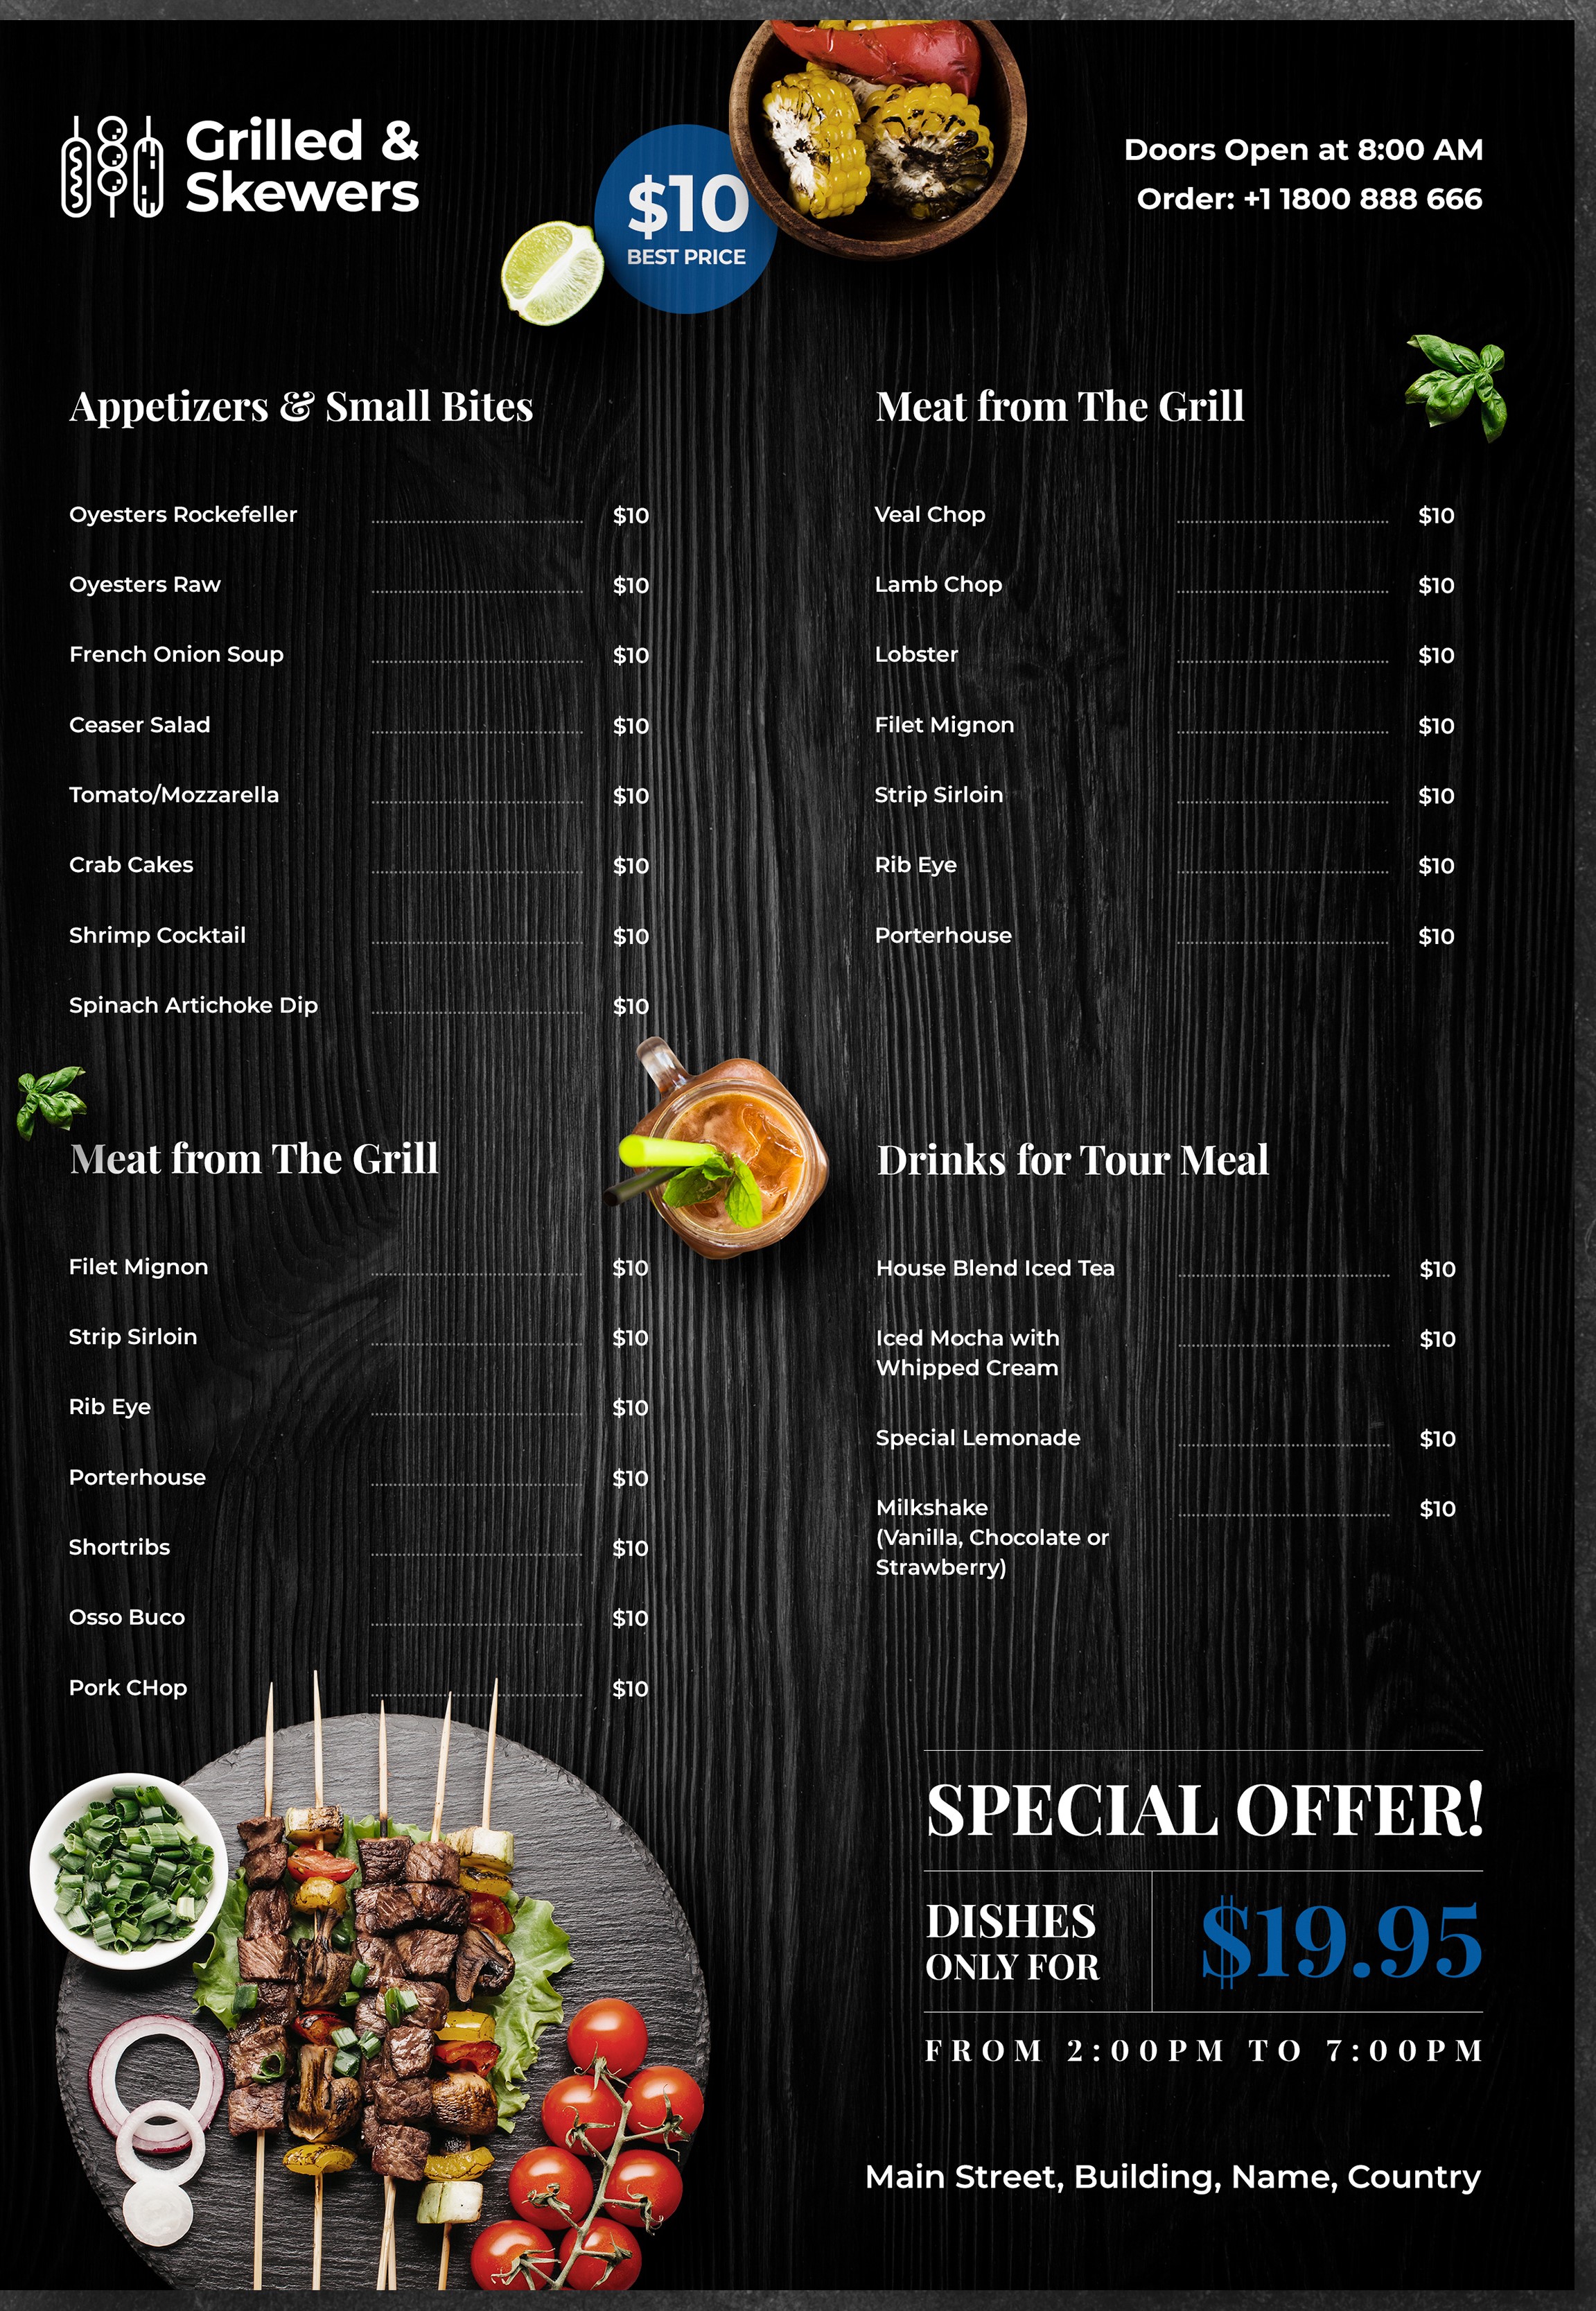 Grilled &
Skewers
$10
BEST PRICE
Doors Open at 8:00 AM
Order: +1 1800 888 666
Appetizers & Small Bites
Oyesters Rockefeller $10
Oyesters Raw $10
French Onion Soup $10
Ceaser Salad $10
Tomato/Mozzarella $10
Crab Cakes $10
Shrimp Cocktail $10
Spinach Artichoke Dip $10
Meat from The Grill
Veal Chop $10
Lamb Chop $10
Lobster $10
Filet Mignon $10
Strip Sirloin $10
Rib Eye $10
Porterhouse $10
Meat from The Grill
Filet Mignon $10
Strip Sirloin $10
Rib Eye $10
Porterhouse $10
Shortribs $10
Osso Buco $10
Pork CHop $10
Drinks for Tour Meal
House Blend Iced Tea $10
Iced Mocha with $10
Whipped Cream
Special Lemonade $10
Milkshake $10
(Vanilla, Chocolate or
Strawberry)
SPECIAL OFFER!
DISHES
ONLY FOR
$19.95
FROM 2:00PM TO 7:00PM
Main Street, Building, Name, Country